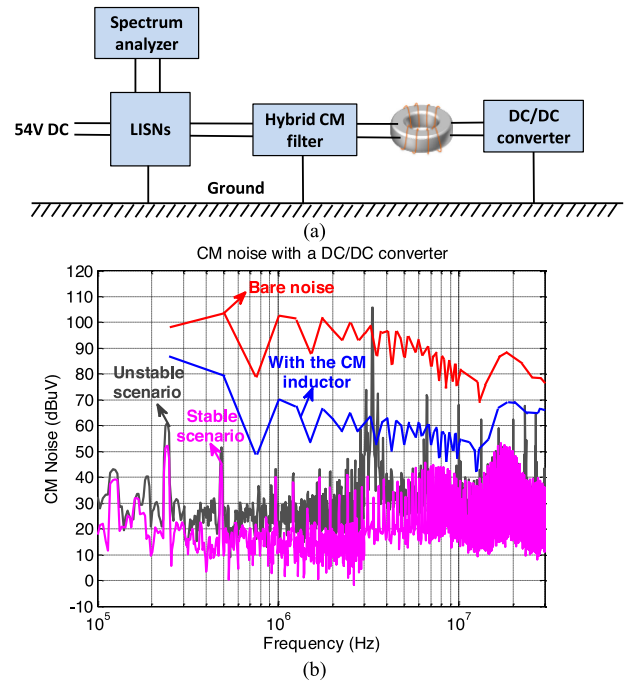 Spectrum
analyzer
54V DC
LISNs
Hybrid CM
filter
DC/DC
converter
Ground
(a)
CM noise with a DC/DC converter
CM Noise (dBuV)
120
110
100
90
80
70
60
50
40
30
20
10
0
-10
Bare noise
With the CM
inductor
Unstable
scenario
Stable
scenario
10^5
10^6
10^7
Frequency (Hz)
(b)